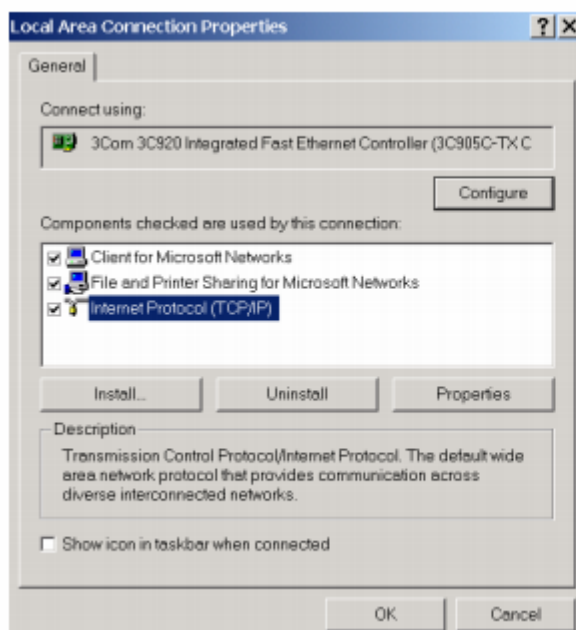 Local Area Connection Properties
General
Connect using:
3Com 3C920 Integrated Fast Ethernet Controller (3C905C-TX C
Configure
Components checked are used by this connection:
Client for Microsoft Networks
File and Printer Sharing for Microsoft Networks
Internet Protocol (TCP/IP)
Install...
Uninstall
Properties
Description
Transmission Control Protocol/Internet Protocol. The default wide
area network protocol that provides communication across
diverse interconnected networks.
Show icon in taskbar when connected
OK
Cancel